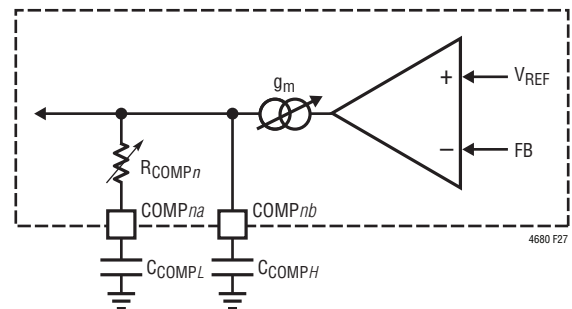 gm
+
VREF
−
FB
RCOMPn
COMPna
COMPnb
4680 F27
CCOMPL
CCOMPH